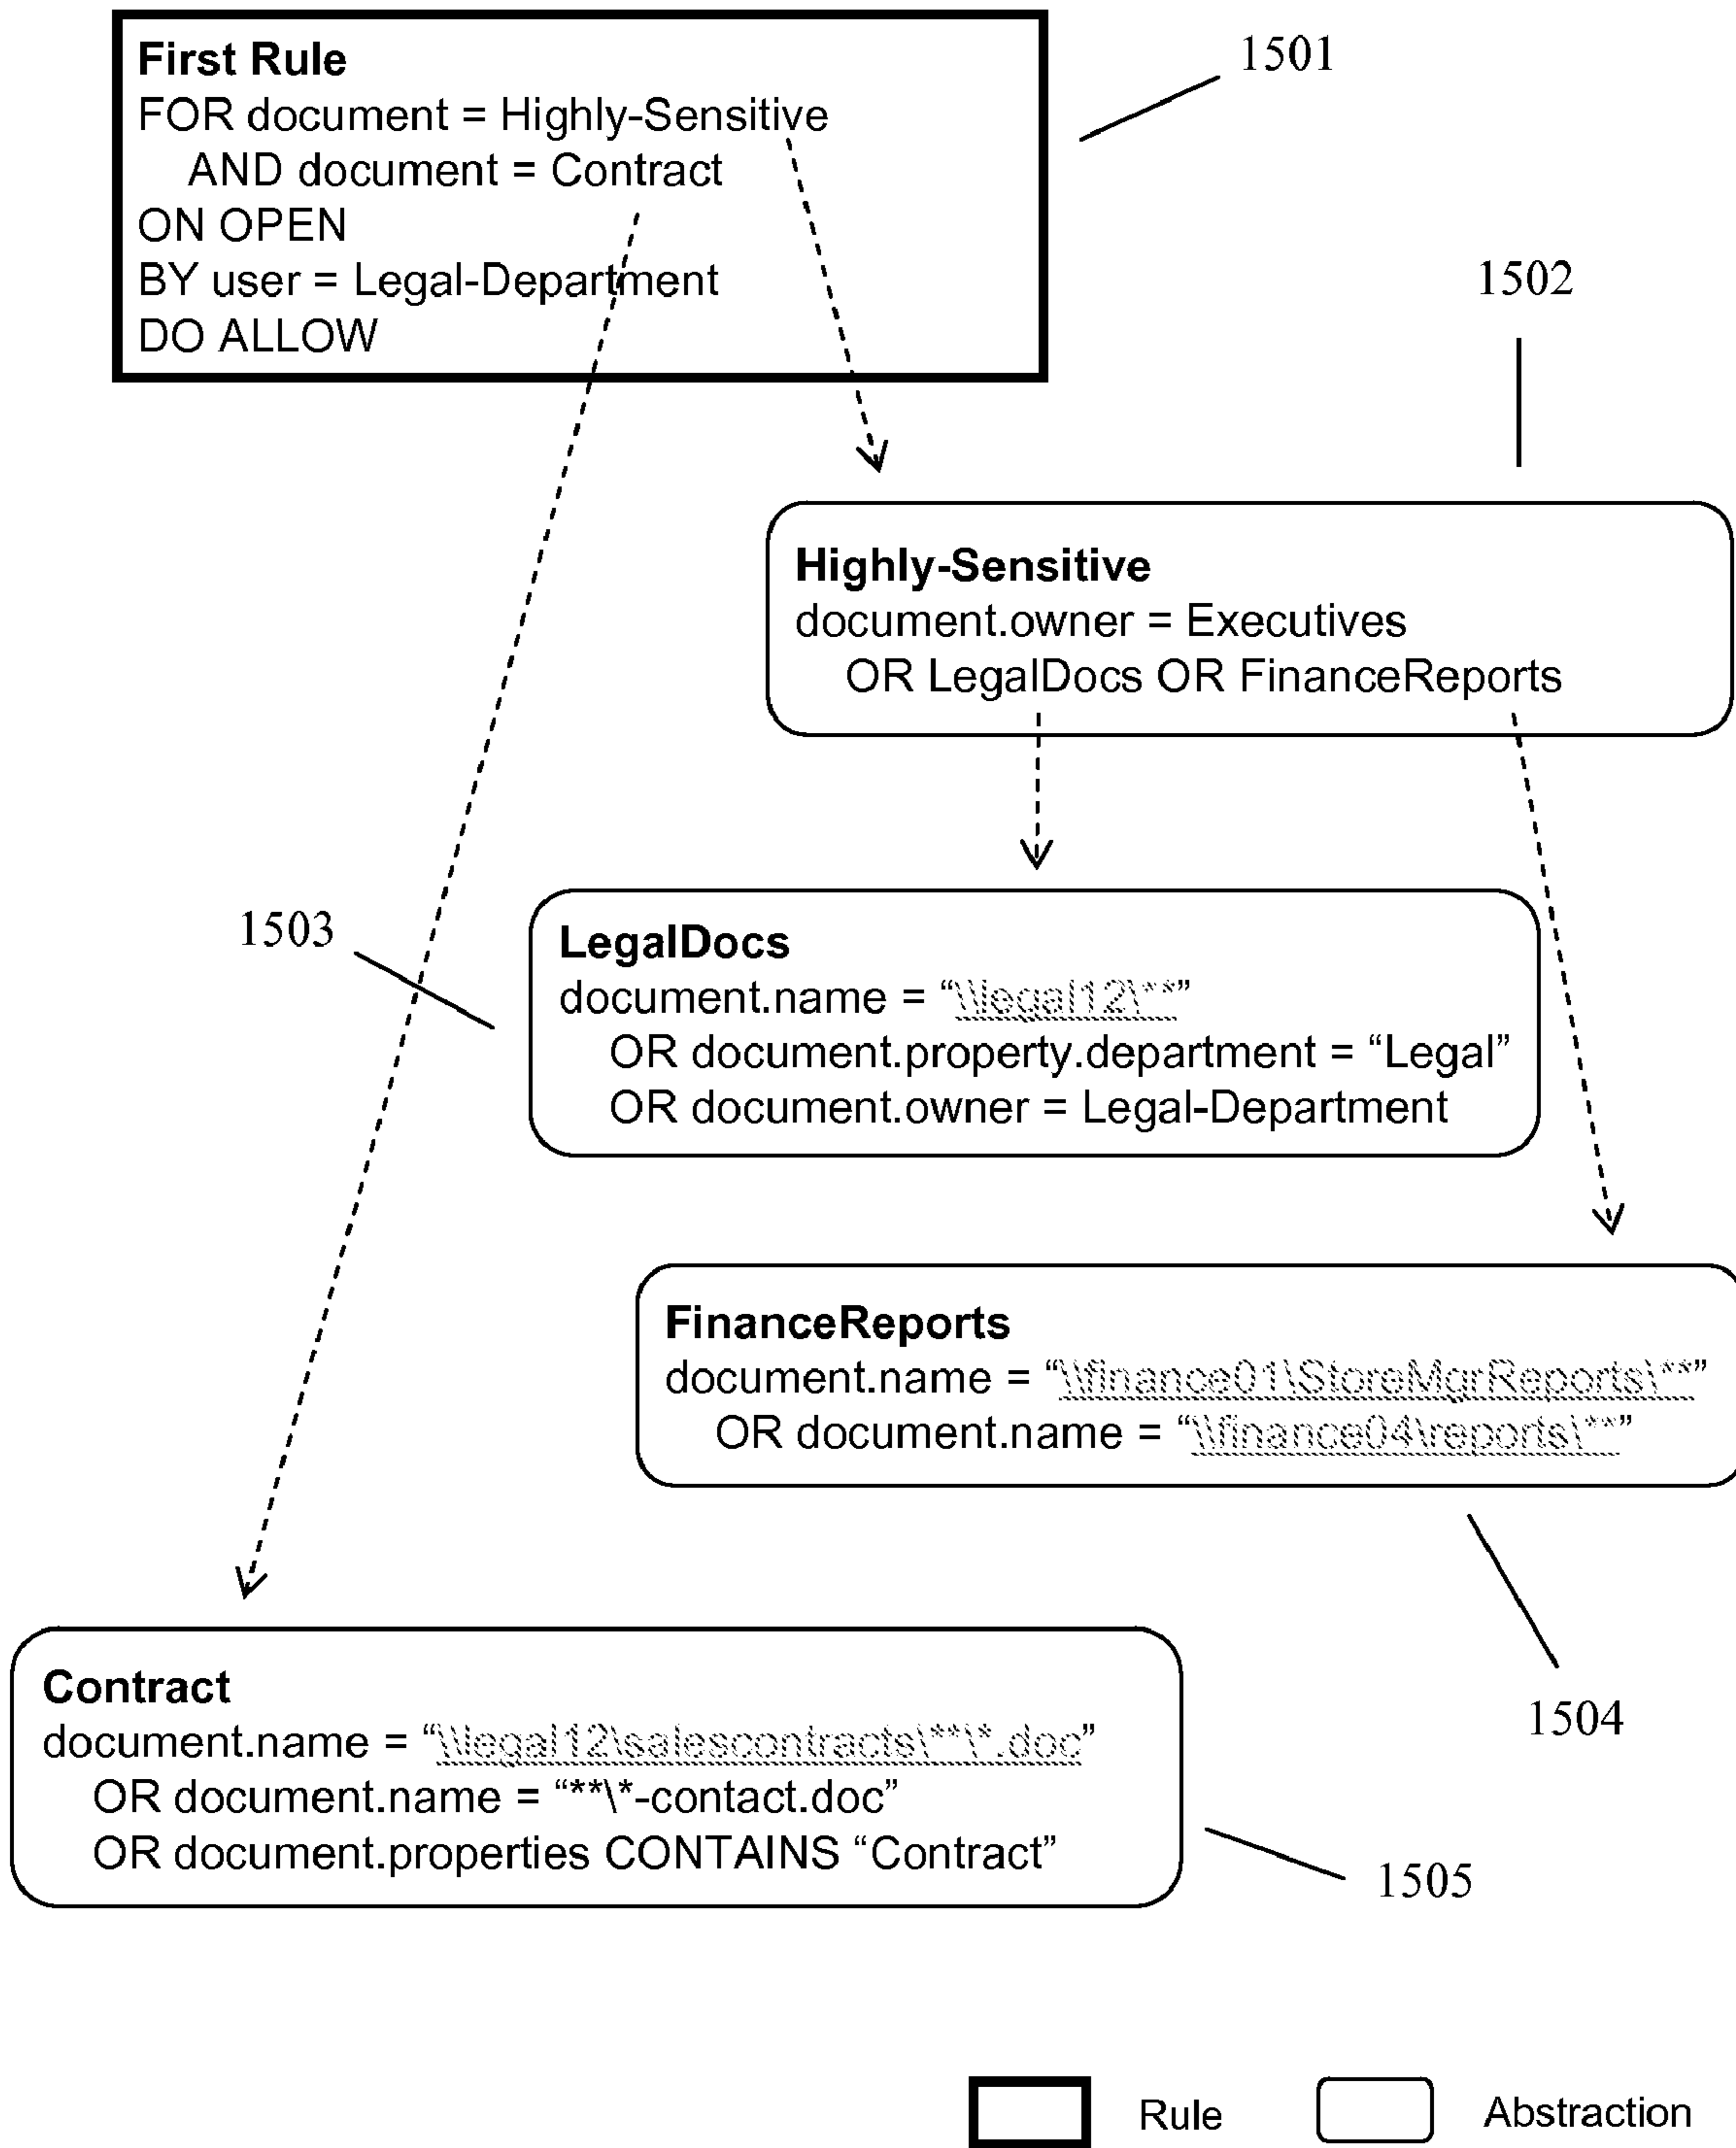 First Rule
FOR document = Highly-Sensitive
AND document = Contract
ON OPEN
BY user = Legal-Department
DO ALLOW
1501
1502
Highly-Sensitive
document.owner = Executives
OR LegalDocs OR FinanceReports
1503
LegalDocs
document.name = “\\legal12\**”
OR document.property.department = “Legal”
OR document.owner = Legal-Department
FinanceReports
document.name = “\\finance01\StoreMgrReports\**”
OR document.name = “\\finance04\reports\**”
1504
Contract
document.name = “\\legal12\salescontracts\**\*.doc”
OR document.name = “**\*-contact.doc”
OR document.properties CONTAINS “Contract”
1505
Rule
Abstraction